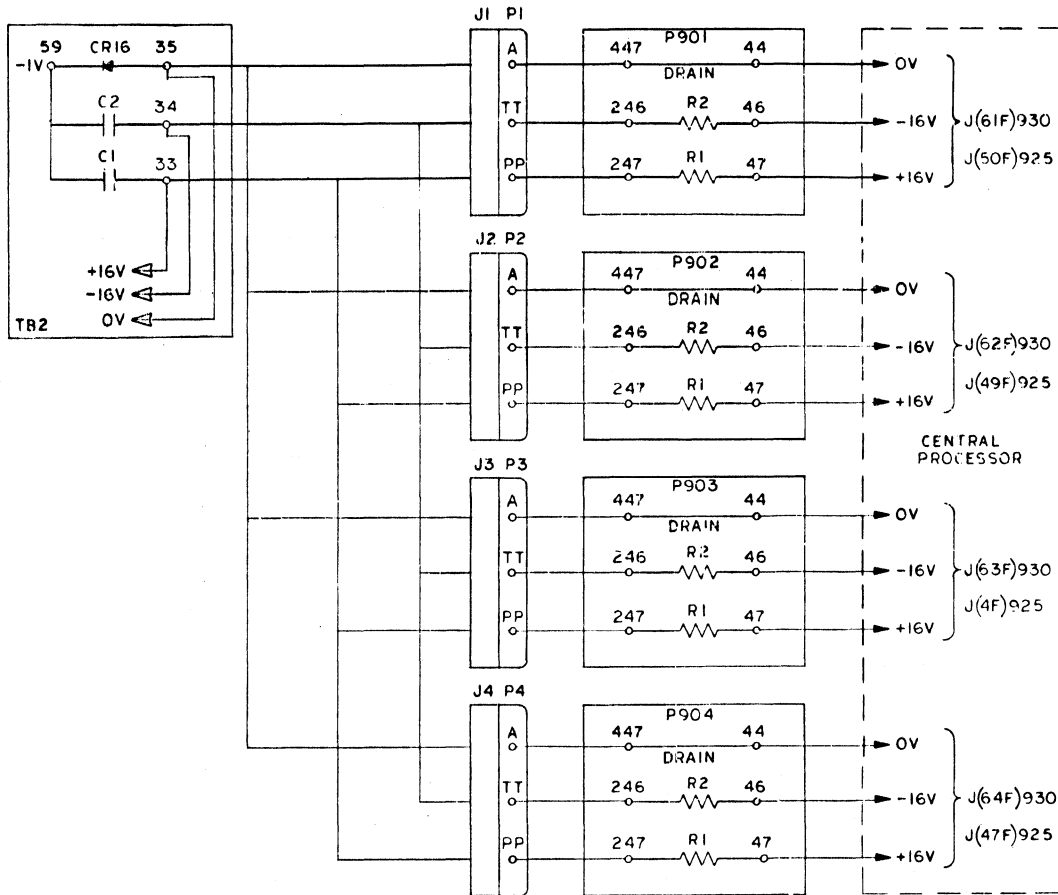 J1 P1
59 CR16 35
-1V
C2 34
C1 33
+16V
-16V
0V
TB2
A
TT
PP
P901
447 44
DRAIN
246 R2 46
247 R1 47
0V
-16V
+16V
J(61F)930
J(50F)925
J2 P2
A
TT
PP
P902
447 44
DRAIN
246 R2 46
247 R1 47
0V
-16V
+16V
J(62F)930
J(49F)925
CENTRAL
PROCESSOR
J3 P3
A
TT
PP
P903
447 44
DRAIN
246 R2 46
247 R1 47
0V
-16V
+16V
J(63F)930
J(4F)925
J4 P4
A
TT
PP
P904
447 44
DRAIN
246 R2 46
247 R1 47
0V
-16V
+16V
J(64F)930
J(47F)925